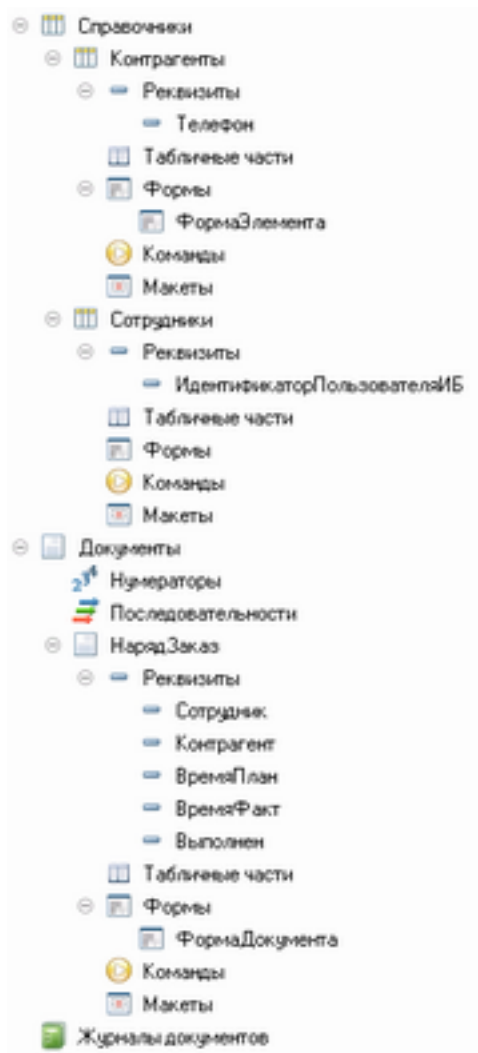 Справочники
Контрагенты
Реквизиты
Телефон
Табличные части
Формы
ФормаЭлемента
Команды
Макеты
Сотрудники
Реквизиты
ИдентификаторПользователяИБ
Табличные части
Формы
Команды
Макеты
Документы
Нумераторы
Последовательности
НарядЗаказ
Реквизиты
Сотрудник
Контрагент
ВремяПлан
ВремяФакт
Выполнен
Табличные части
Формы
ФормаДокумента
Команды
Макеты
Журналы документов